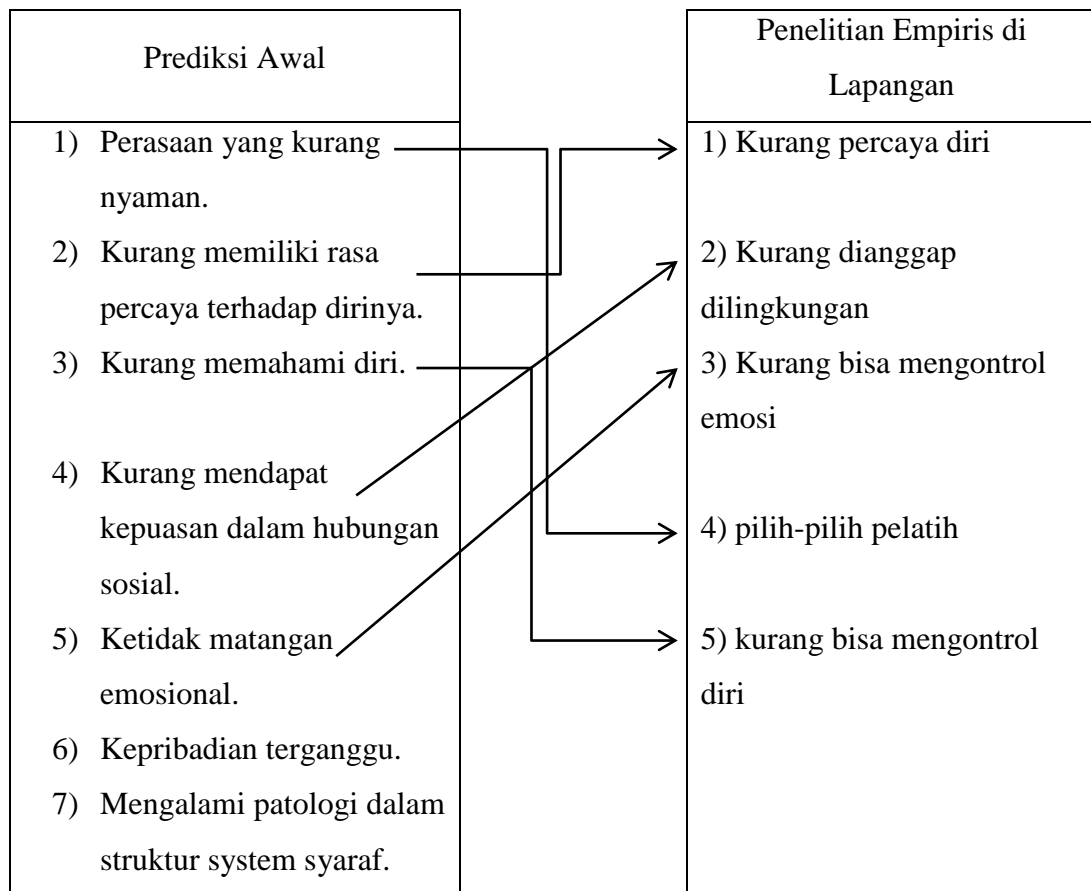 Prediksi Awal
1) Perasaan yang kurang
nyaman.
2) Kurang memiliki rasa
percaya terhadap dirinya.
3) Kurang memahami diri.
4) Kurang mendapat
kepuasan dalam hubungan
sosial.
5) Ketidak matangan
emosional.
6) Kepribadian terganggu.
7) Mengalami patologi dalam
struktur system syaraf.
Penelitian Empiris di
Lapangan
1) Kurang percaya diri
2) Kurang dianggap
dilingkungan
3) Kurang bisa mengontrol
emosi
4) pilih-pilih pelatih
5) kurang bisa mengontrol
diri